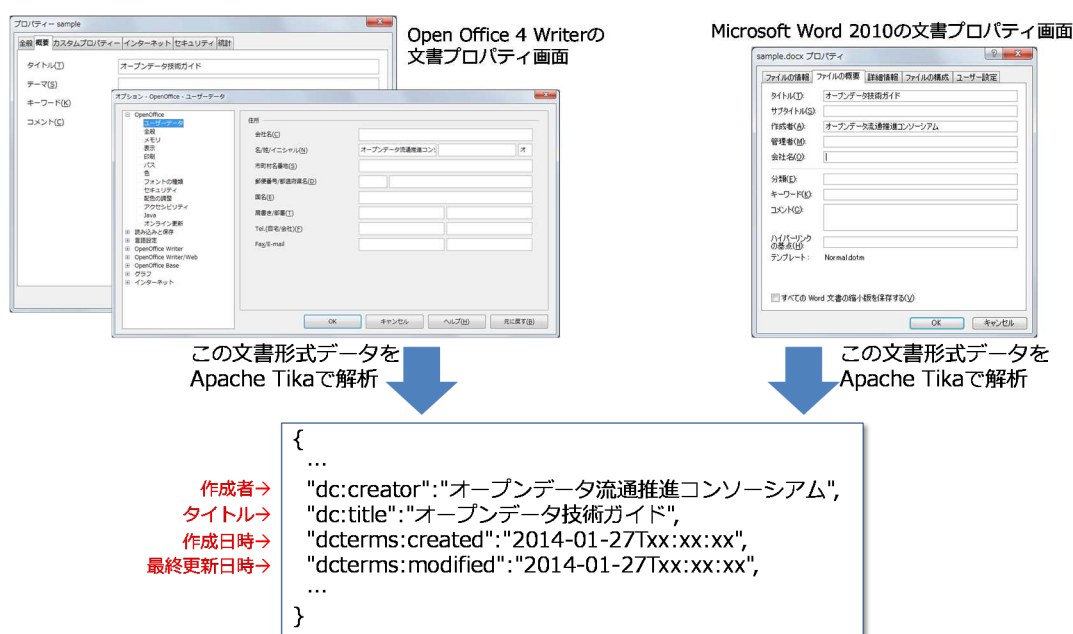 プロパティー sample
全般 概要 カスタムプロパティー インターネット セキュリティ 統計
タイトル(T) オープンデータ技術ガイド
テーマ(S)
キーワード(K)
コメント(C)
Open Office 4 Writerの
文書プロパティ画面
オプション - OpenOffice - ユーザーデータ
OpenOffice
ユーザーデータ
全般
メモリ
表示
印刷
パス
色
フォントの種類
セキュリティ
配色の調整
アクセシビリティ
Java
オンライン更新
読み込みと保存
言語設定
OpenOffice Writer
OpenOffice Writer/Web
OpenOffice Base
グラフ
インターネット
住所
会社名(C)
名/姓/イニシャル(N) オープンデータ流通推進コン オ
市町村名番地(S)
郵便番号/都道府県名(D)
国名(E)
肩書き/部署(T)
Tel.(自宅/会社)(F)
Fax/E-mail
OK キャンセル ヘルプ(H) 元に戻す(B)
Microsoft Word 2010の文書プロパティ画面
sample.docx プロパティ
ファイルの情報 ファイルの概要 詳細情報 ファイルの構成 ユーザー設定
タイトル(T): オープンデータ技術ガイド
サブタイトル(S):
作成者(A): オープンデータ流通推進コンソーシアム
管理者(M):
会社名(O):
分類(E):
キーワード(K):
コメント(C):
ハイパーリンク
の基点(H):
テンプレート: Normal.dotm
すべての Word 文書の縮小版を保存する(V)
OK キャンセル
この文書形式データを
Apache Tikaで解析
この文書形式データを
Apache Tikaで解析
{
…
作成者→ "dc:creator":"オープンデータ流通推進コンソーシアム",
タイトル→ "dc:title":"オープンデータ技術ガイド",
作成日時→ "dcterms:created":"2014-01-27Txx:xx:xx",
最終更新日時→ "dcterms:modified":"2014-01-27Txx:xx:xx",
…
}